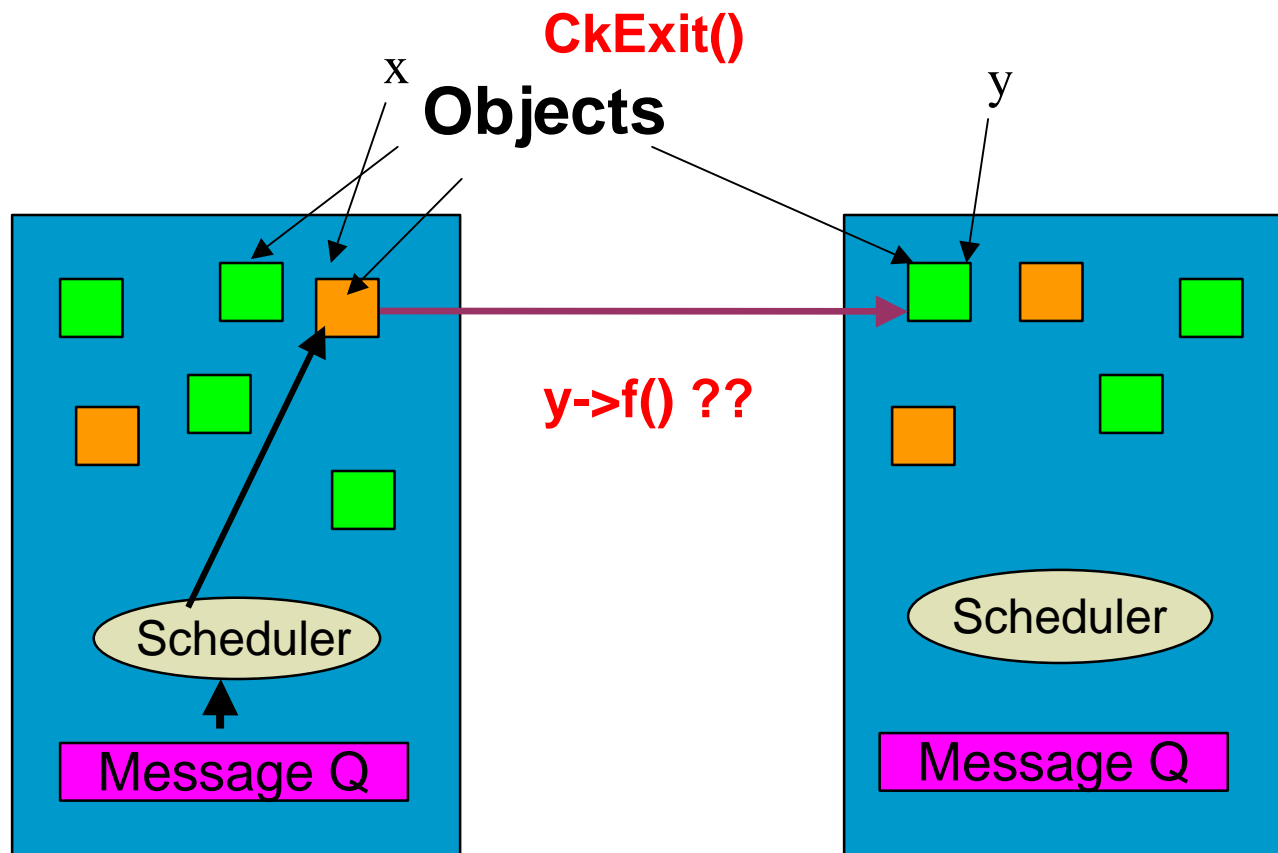 CkExit()
x
Objects
y
y->f() ??
Scheduler
Scheduler
Message Q
Message Q